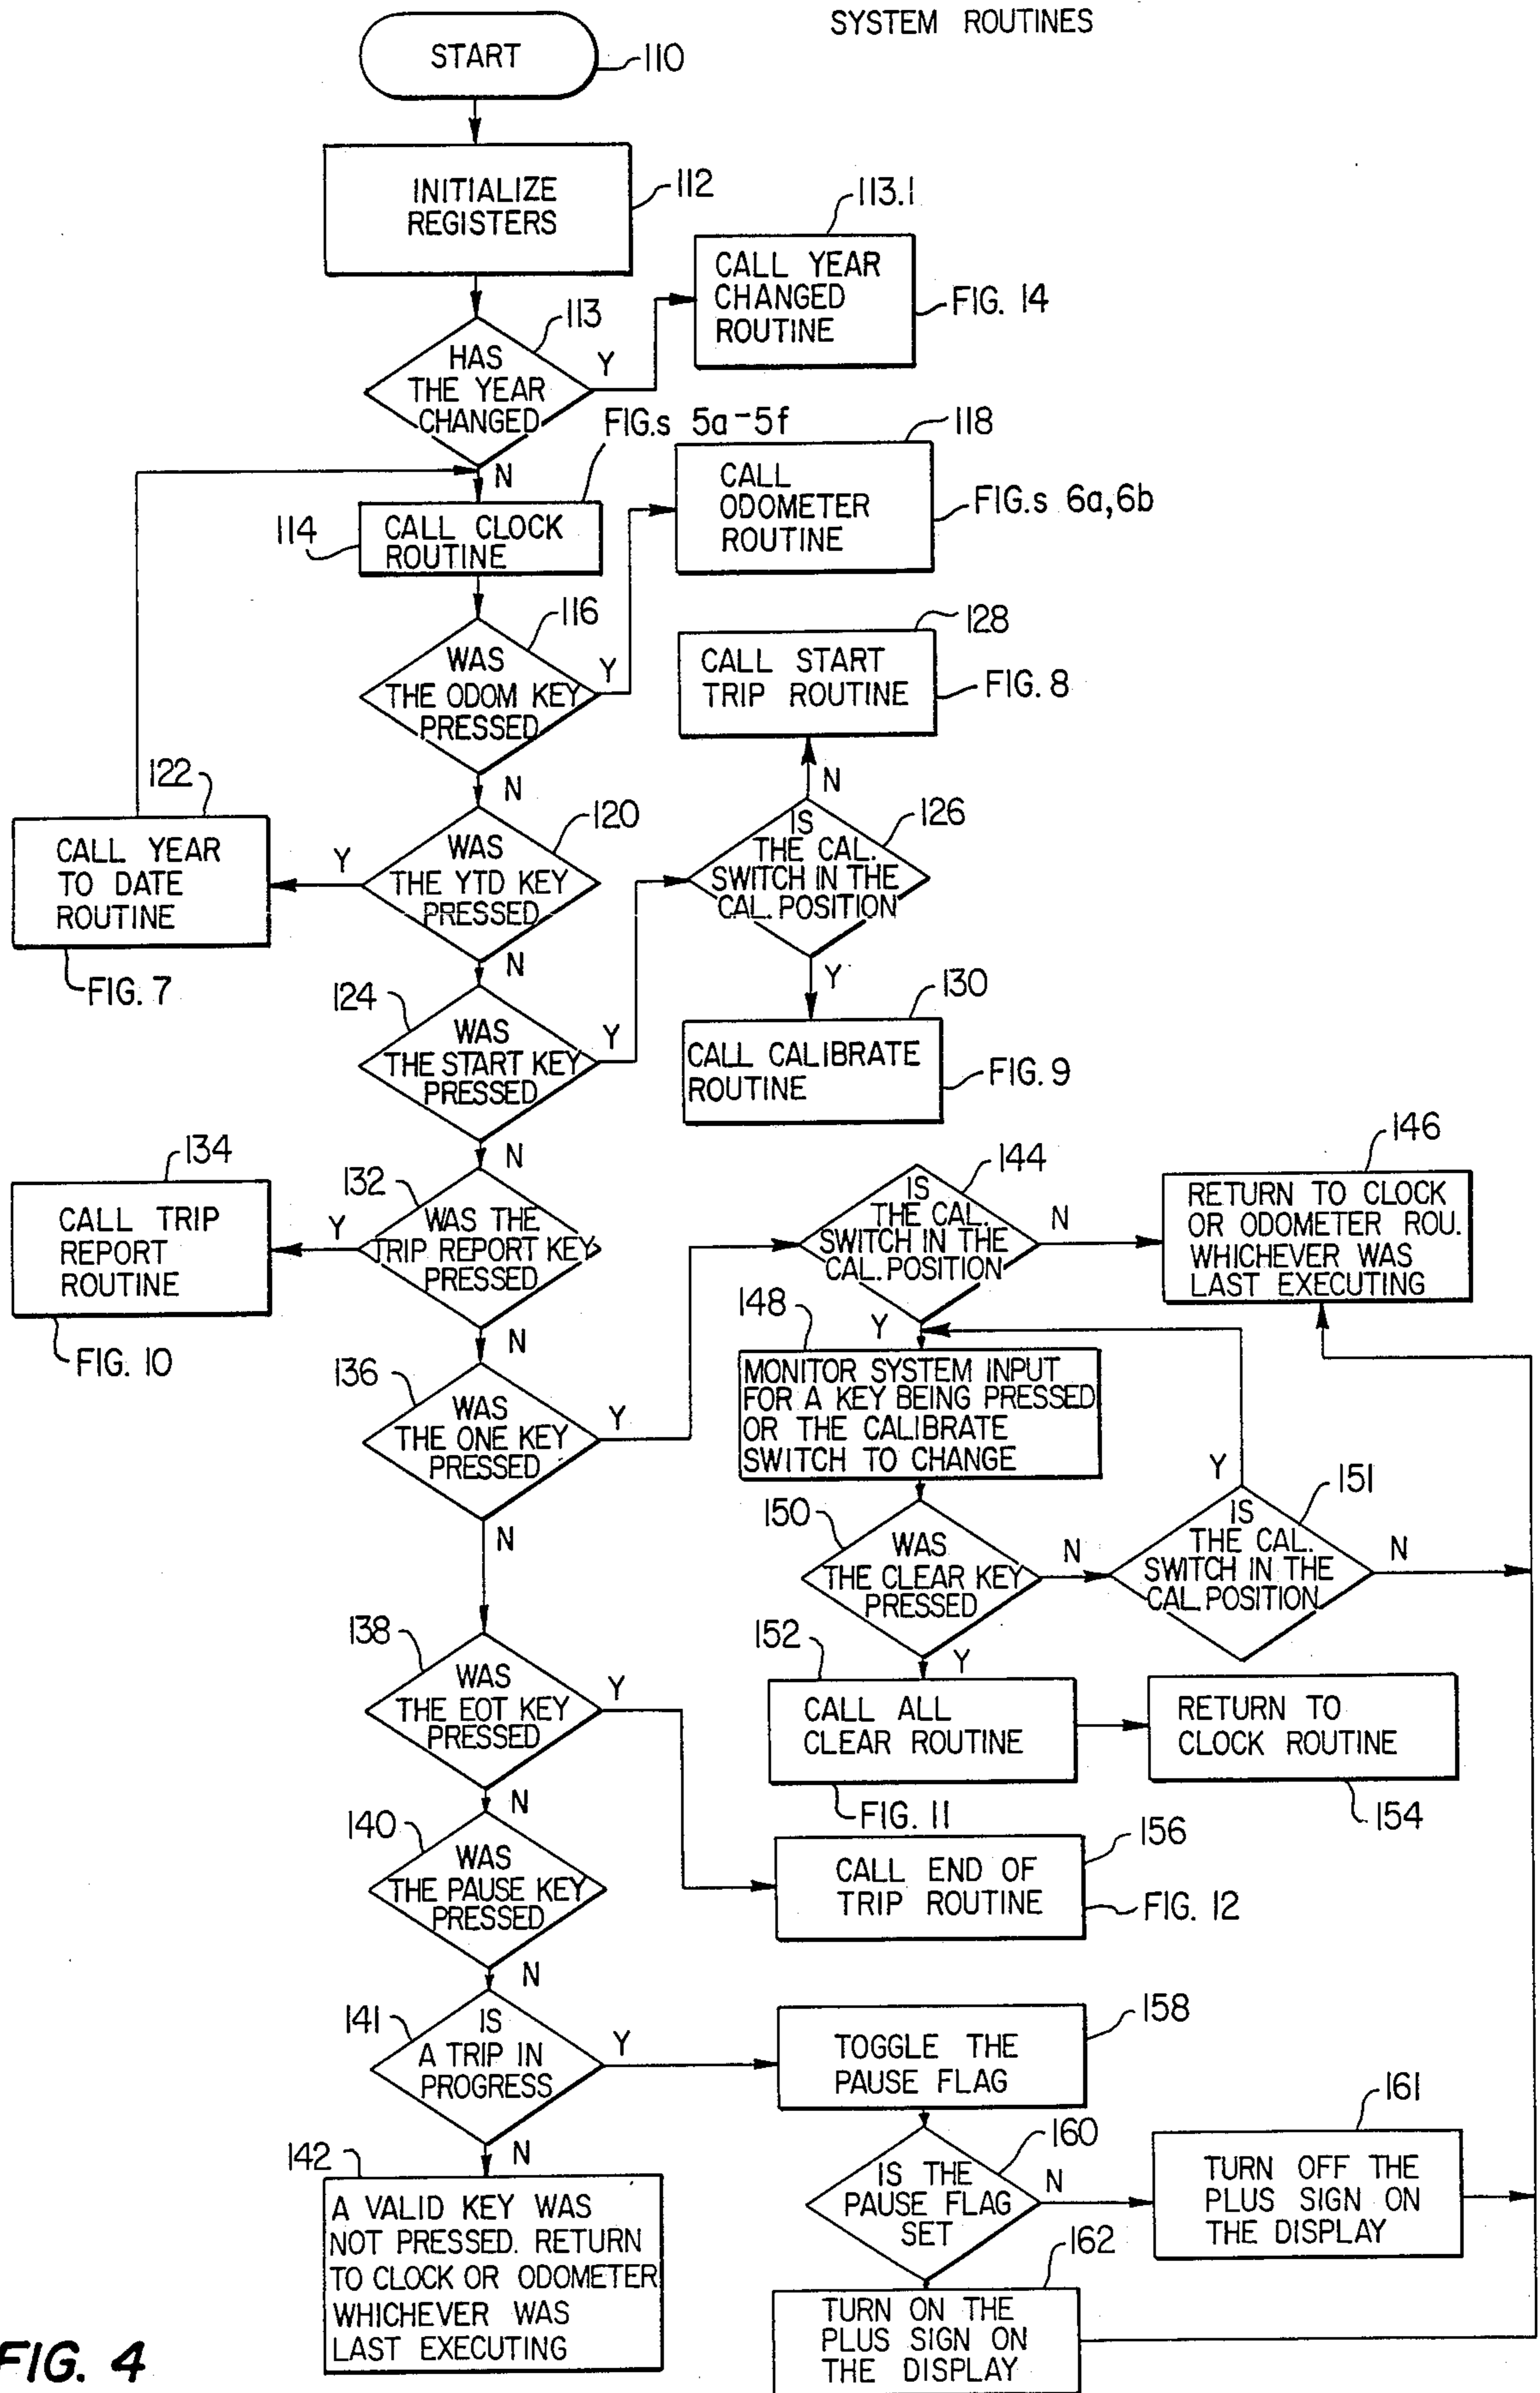 SYSTEM ROUTINES
START
110
INITIALIZE
REGISTERS
112
113.1
CALL YEAR
CHANGED
ROUTINE
FIG. 14
113
HAS
THE YEAR
CHANGED
Y
N
FIG.s 5a-5f
118
CALL
ODOMETER
ROUTINE
FIG.s 6a,6b
114
CALL CLOCK
ROUTINE
116
WAS
THE ODOM KEY
PRESSED
Y
N
128
CALL START
TRIP ROUTINE
FIG. 8
N
122
CALL YEAR
TO DATE
ROUTINE
FIG. 7
Y
120
WAS
THE YTD KEY
PRESSED
N
126
IS
THE CAL.
SWITCH IN THE
CAL. POSITION
Y
124
WAS
THE START KEY
PRESSED
Y
N
130
CALL CALIBRATE
ROUTINE
FIG. 9
134
CALL TRIP
REPORT
ROUTINE
FIG. 10
Y
132
WAS THE
TRIP REPORT KEY
PRESSED
N
144
IS
THE CAL.
SWITCH IN THE
CAL. POSITION
N
Y
146
RETURN TO CLOCK
OR ODOMETER ROU.
WHICHEVER WAS
LAST EXECUTING
136
WAS
THE ONE KEY
PRESSED
Y
N
148
MONITOR SYSTEM INPUT
FOR A KEY BEING PRESSED
OR THE CALIBRATE
SWITCH TO CHANGE
150
WAS
THE CLEAR KEY
PRESSED
N
Y
Y
151
IS
THE CAL.
SWITCH IN THE
CAL. POSITION
N
138
WAS
THE EOT KEY
PRESSED
Y
N
152
CALL ALL
CLEAR ROUTINE
FIG. 11
RETURN TO
CLOCK ROUTINE
154
140
WAS
THE PAUSE KEY
PRESSED
N
156
CALL END OF
TRIP ROUTINE
FIG. 12
141
IS
A TRIP IN
PROGRESS
Y
N
158
TOGGLE THE
PAUSE FLAG
160
IS THE
PAUSE FLAG
SET
N
161
TURN OFF THE
PLUS SIGN ON
THE DISPLAY
142
A VALID KEY WAS
NOT PRESSED. RETURN
TO CLOCK OR ODOMETER
WHICHEVER WAS
LAST EXECUTING
162
TURN ON THE
PLUS SIGN ON
THE DISPLAY
FIG. 4